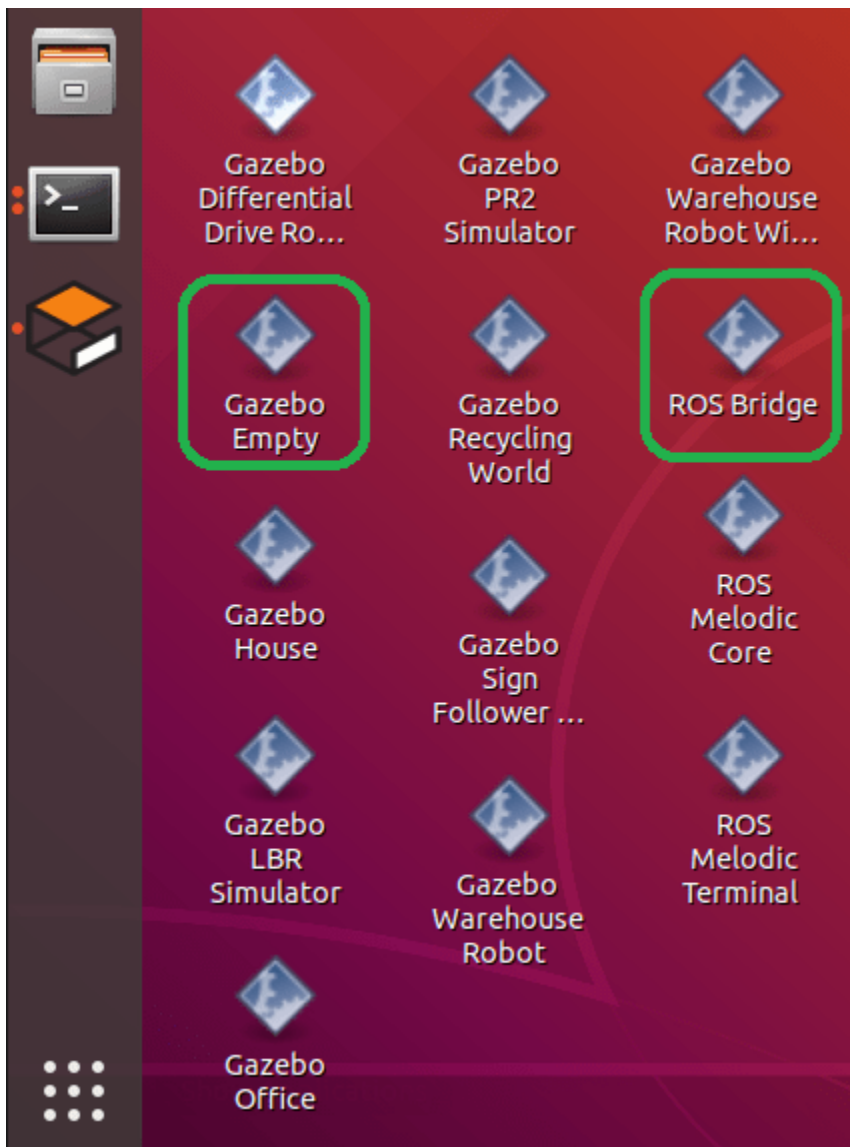 >_
Gazebo
Differential
Drive Ro...
Gazebo
PR2
Simulator
Gazebo
Warehouse
Robot Wi...
Gazebo
Empty
Gazebo
Recycling
World
ROS Bridge
Gazebo
House
Gazebo
Sign
Follower ...
ROS
Melodic
Core
Gazebo
LBR
Simulator
Gazebo
Warehouse
Robot
ROS
Melodic
Terminal
Gazebo
Office